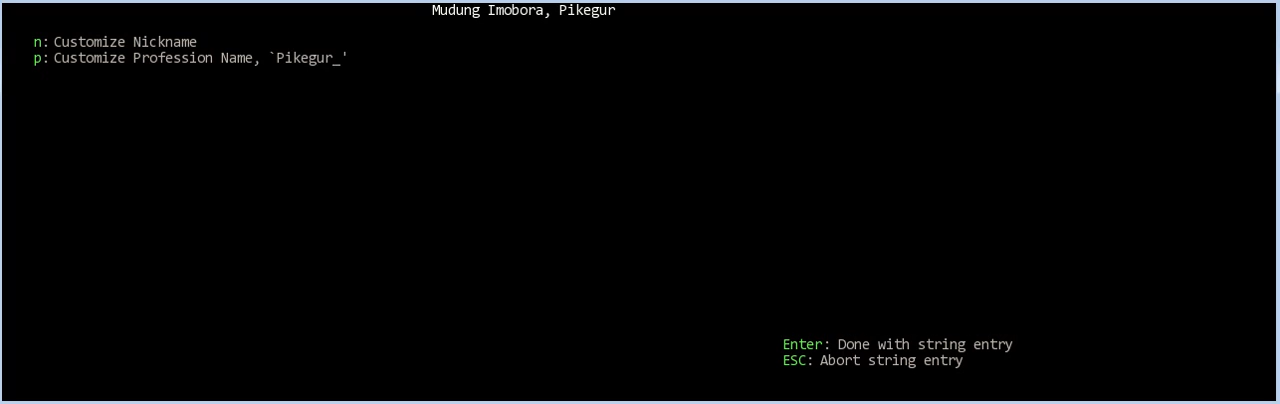 Mudung Imobora, Pikegur
n: Customize Nickname
p: Customize Profession Name, `Pikegur_'
Enter: Done with string entry
ESC: Abort string entry